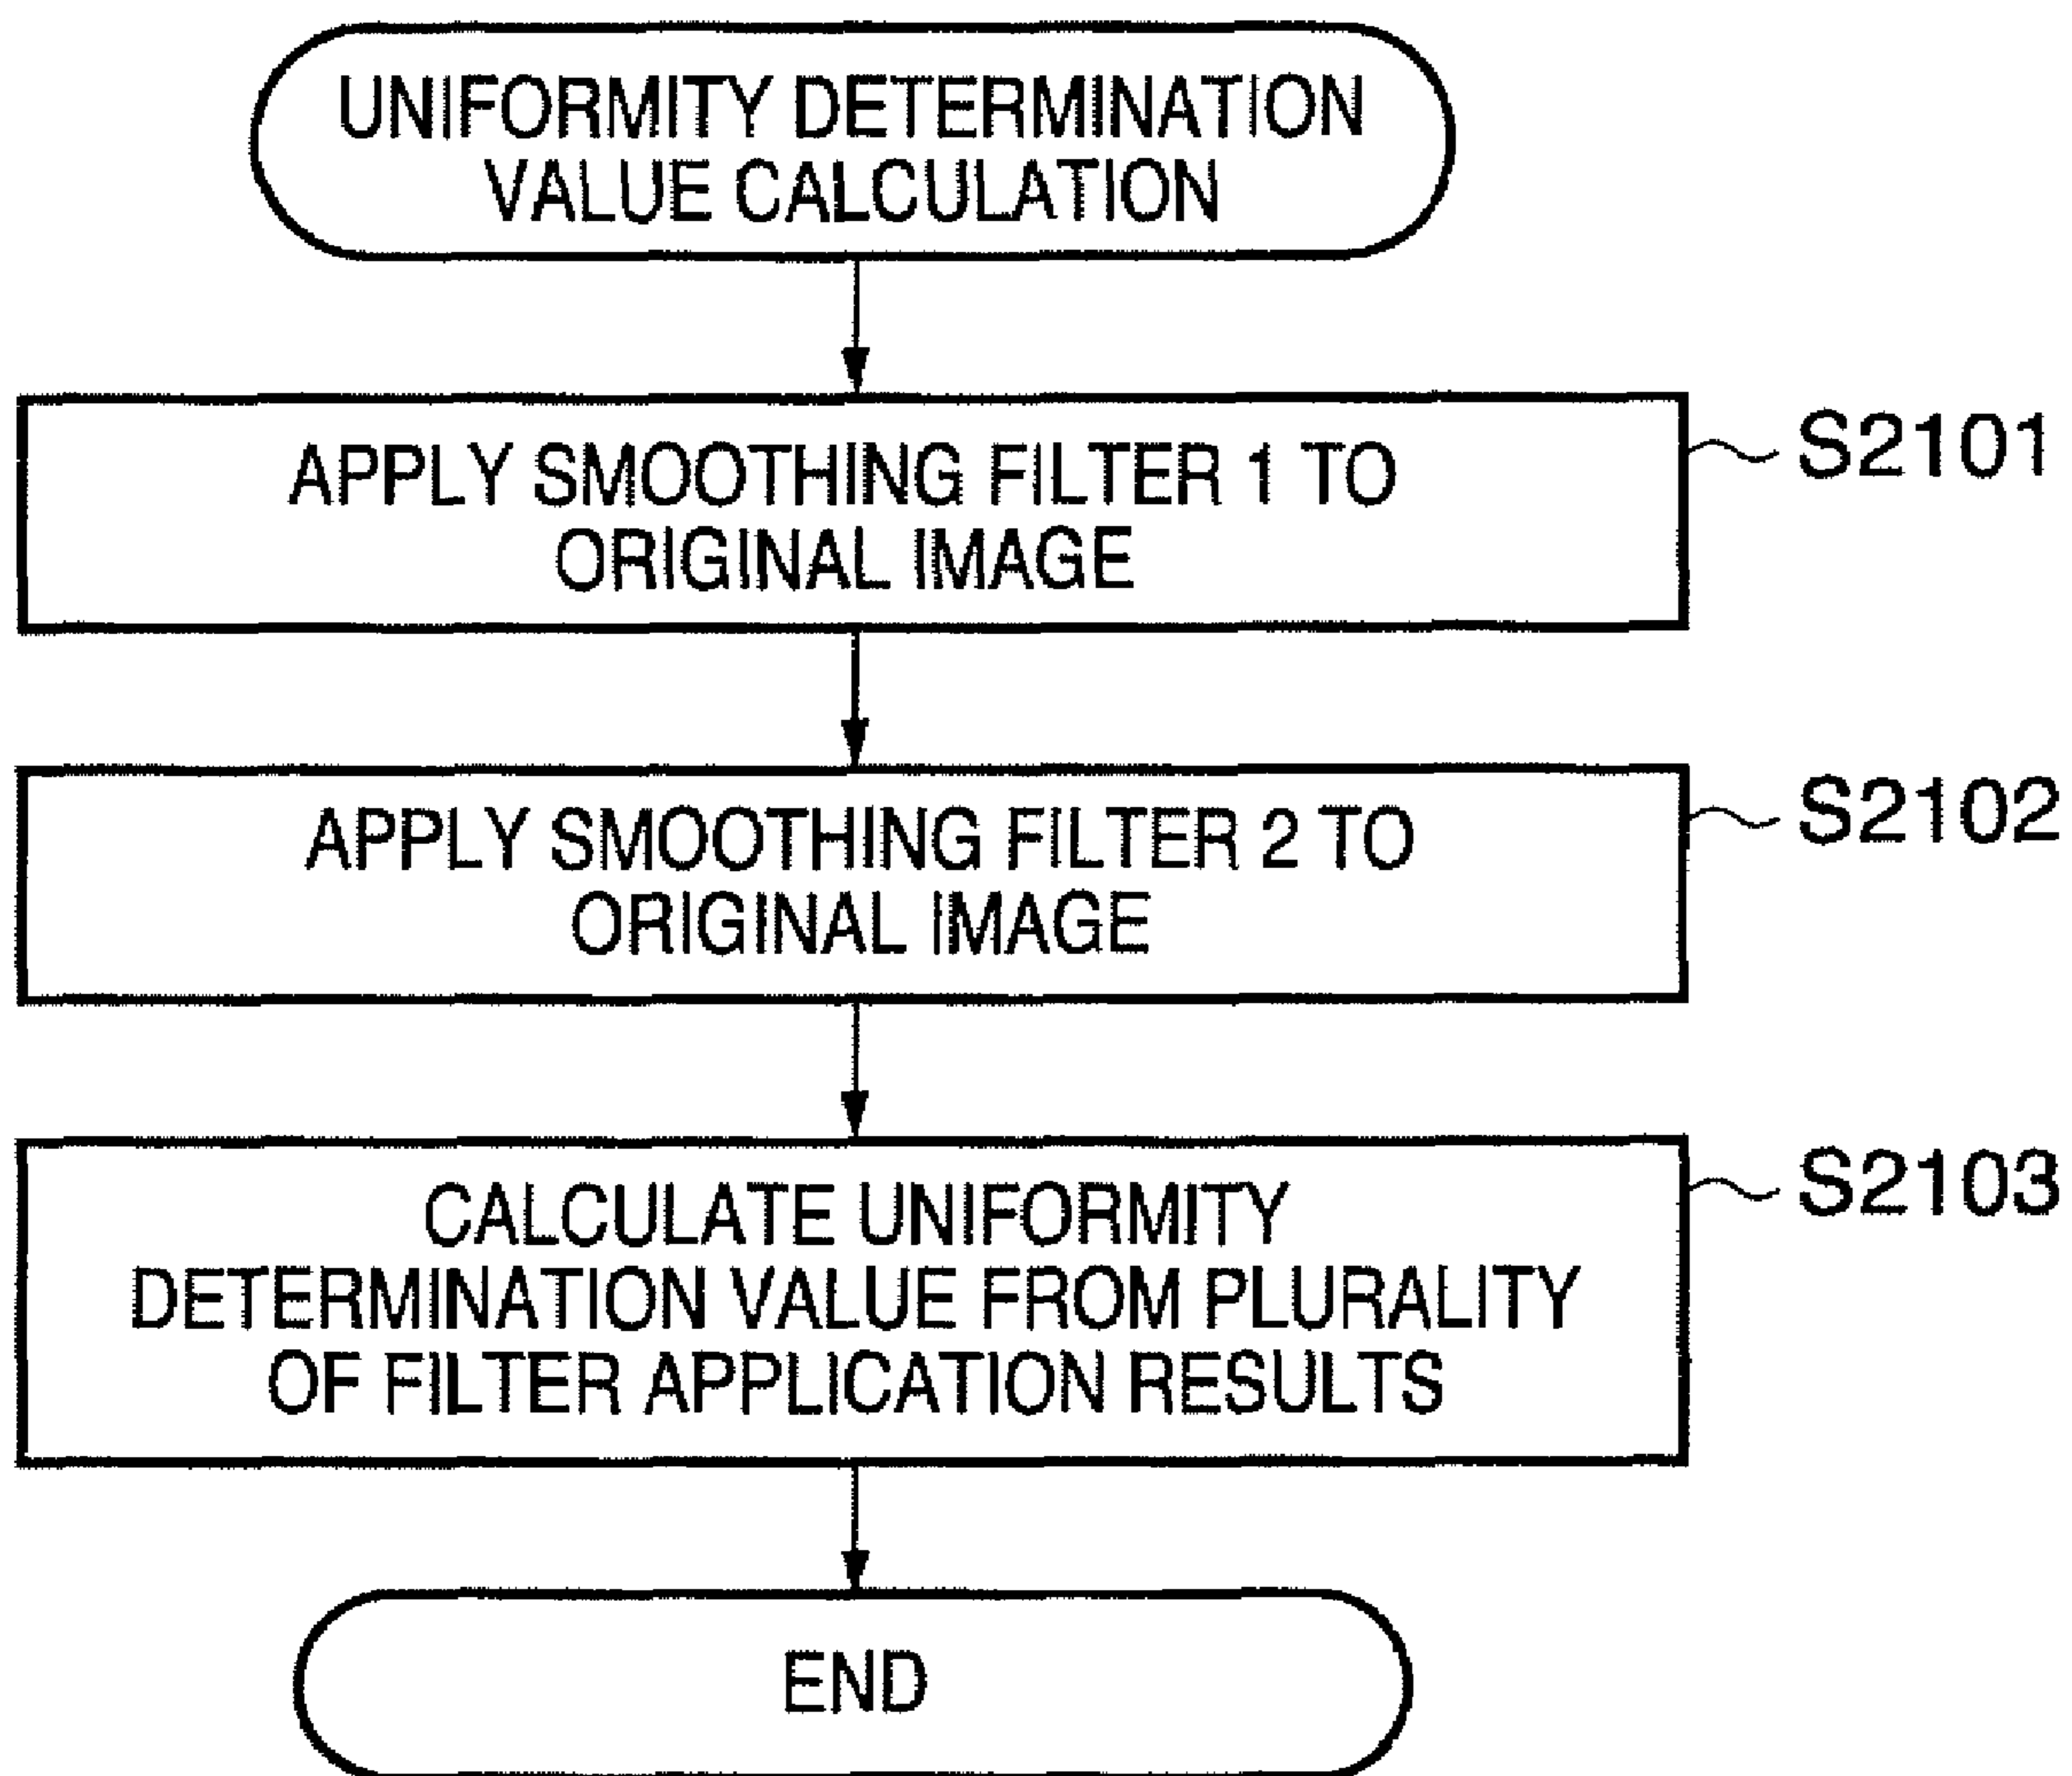 UNIFORMITY DETERMINATION
VALUE CALCULATION
APPLY SMOOTHING FILTER 1 TO
ORIGINAL IMAGE
S2101
APPLY SMOOTHING FILTER 2 TO
ORIGINAL IMAGE
S2102
CALCULATE UNIFORMITY
DETERMINATION VALUE FROM PLURALITY
OF FILTER APPLICATION RESULTS
S2103
END